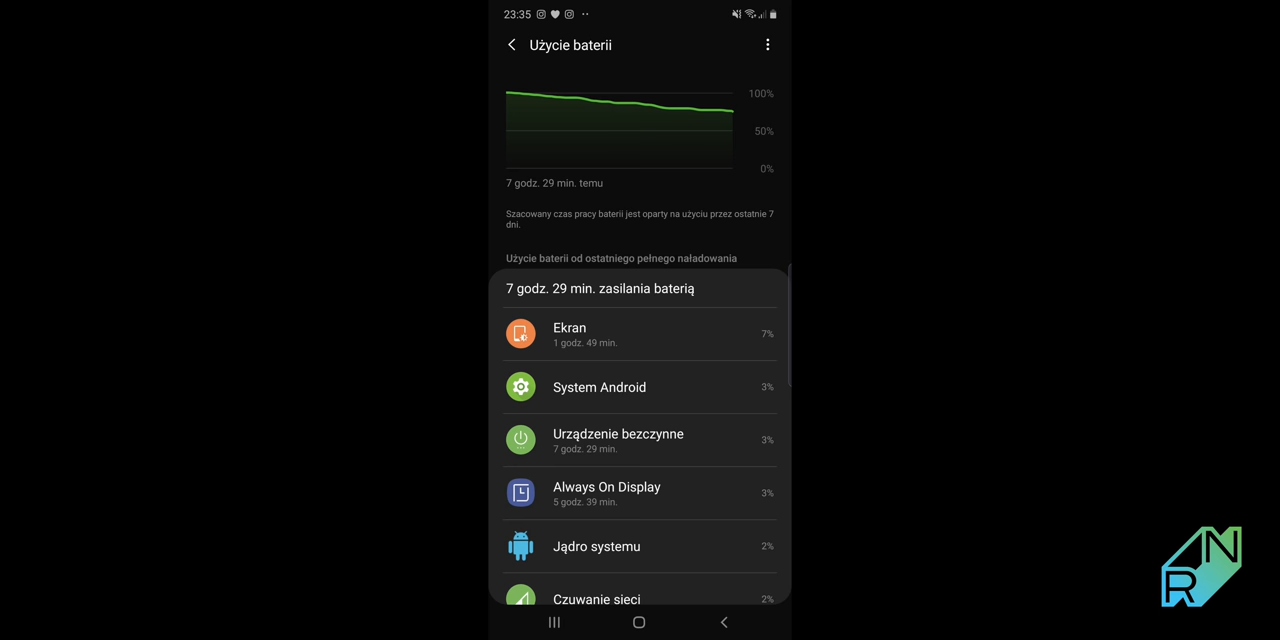 23:35
Użycie baterii
100%
50%
0%
7 godz. 29 min. temu
Szacowany czas pracy baterii jest oparty na użyciu przez ostatnie 7
dni.
Użycie baterii od ostatniego pełnego naładowania
7 godz. 29 min. zasilania baterią
Ekran
1 godz. 49 min.
7%
System Android
3%
Urządzenie bezczynne
7 godz. 29 min.
3%
Always On Display
5 godz. 39 min.
3%
Jądro systemu
2%
Czuwanie sieci
2%
RN